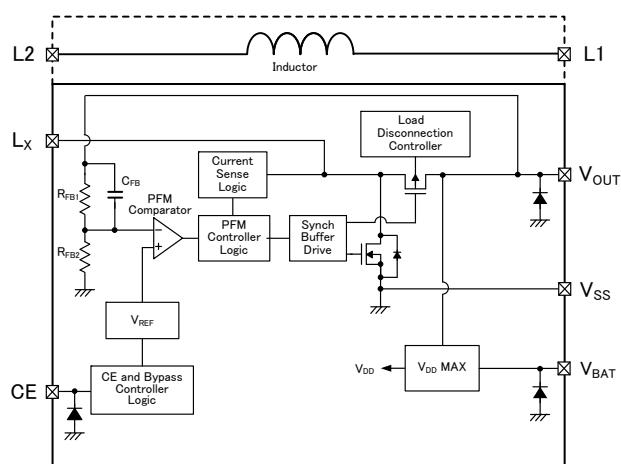 L2
L1
Inductor
LX
Load
Disconnection
Controller
CFB
Current
Sense
Logic
VOUT
RFB1
PFM
Comparator
PFM
Controller
Logic
Synch
Buffer
Drive
−
+
RFB2
VSS
VREF
CE and Bypass
Controller
Logic
CE
VDD
VDD MAX
VBAT